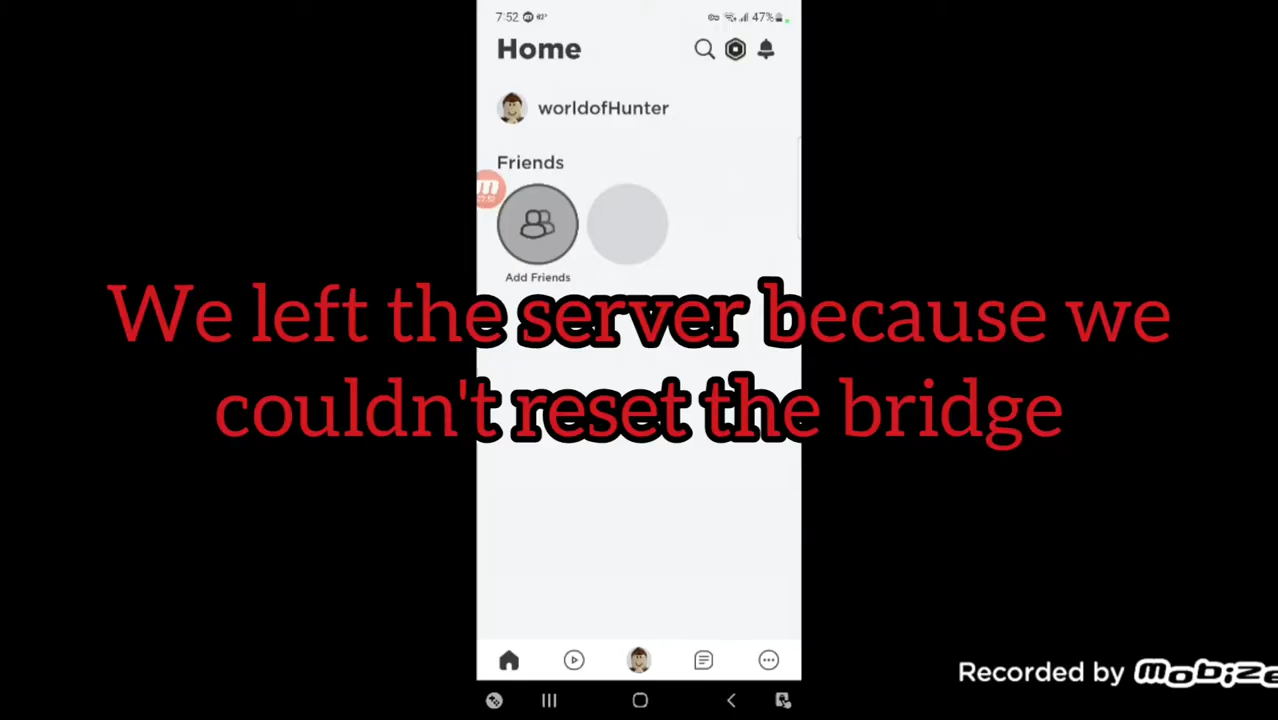 7:52
47%
Home
worldofHunter
Friends
Add Friends
We left the server because we
couldn't reset the bridge
Recorded by